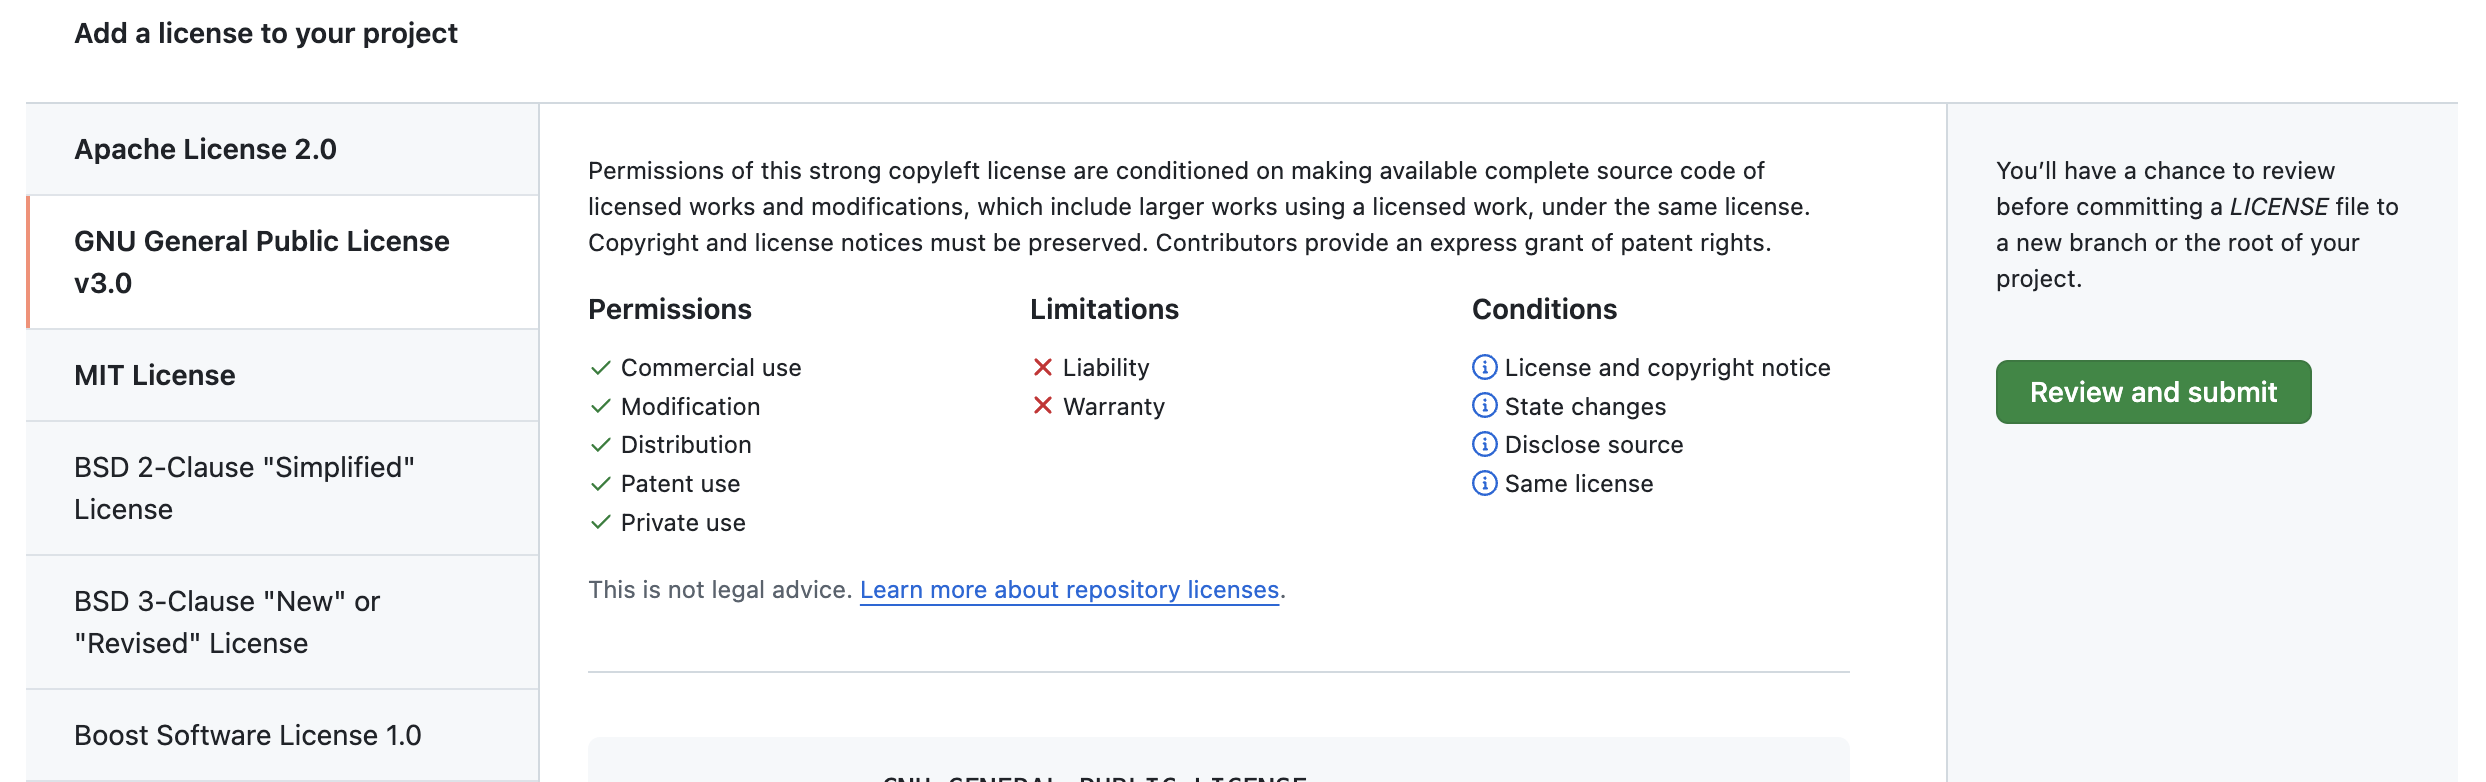 Add a license to your project
Apache License 2.0
GNU General Public License
v3.0
MIT License
BSD 2-Clause "Simplified"
License
BSD 3-Clause "New" or
"Revised" License
Boost Software License 1.0
Permissions of this strong copyleft license are conditioned on making available complete source code of
licensed works and modifications, which include larger works using a licensed work, under the same license.
Copyright and license notices must be preserved. Contributors provide an express grant of patent rights.
Permissions
Commercial use
Modification
Distribution
Patent use
Private use
Limitations
Liability
Warranty
Conditions
License and copyright notice
State changes
Disclose source
Same license
This is not legal advice. Learn more about repository licenses.
GNU GENERAL PUBLIC LICENSE
You’ll have a chance to review
before committing a LICENSE file to
a new branch or the root of your
project.
Review and submit